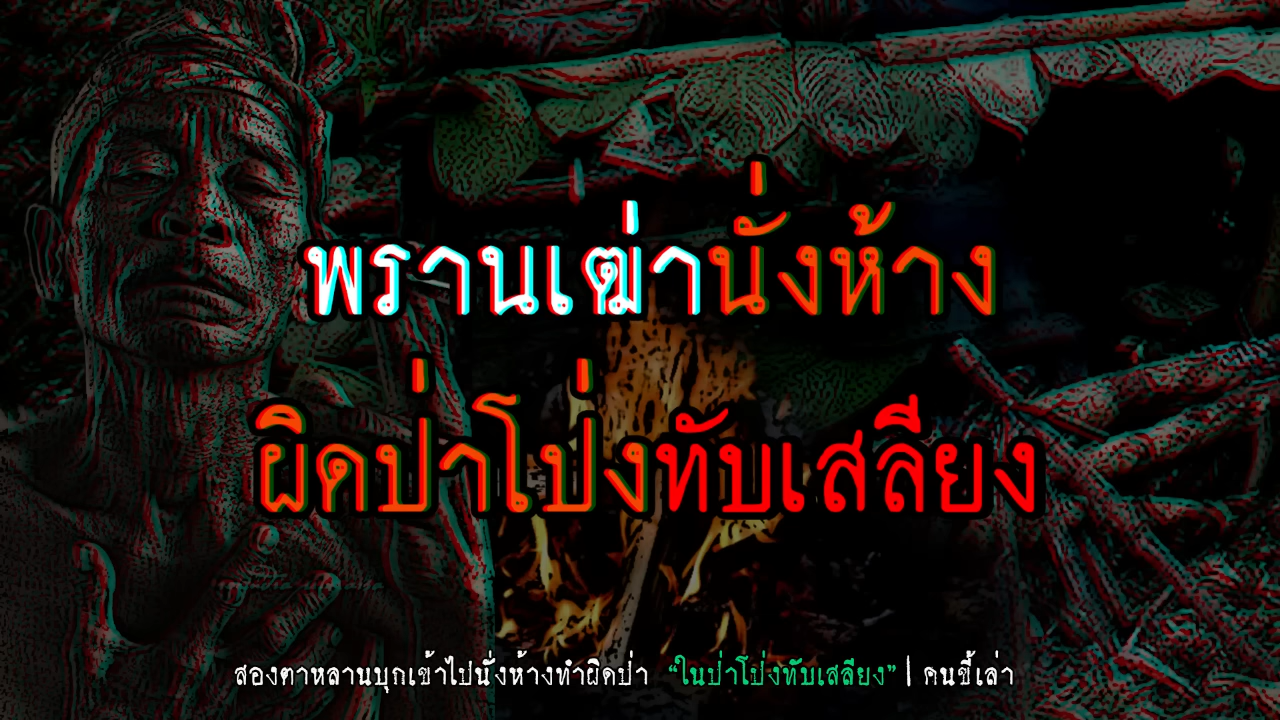 พรานเฒ่านั่งห้าง
ผิดป่าโป่งทับเสลียง
สองตาหลานบุกเข้าไปนั่งห้างทำผิดป่า “ในป่าโป่งทับเสลียง” | คนขี้เล่า